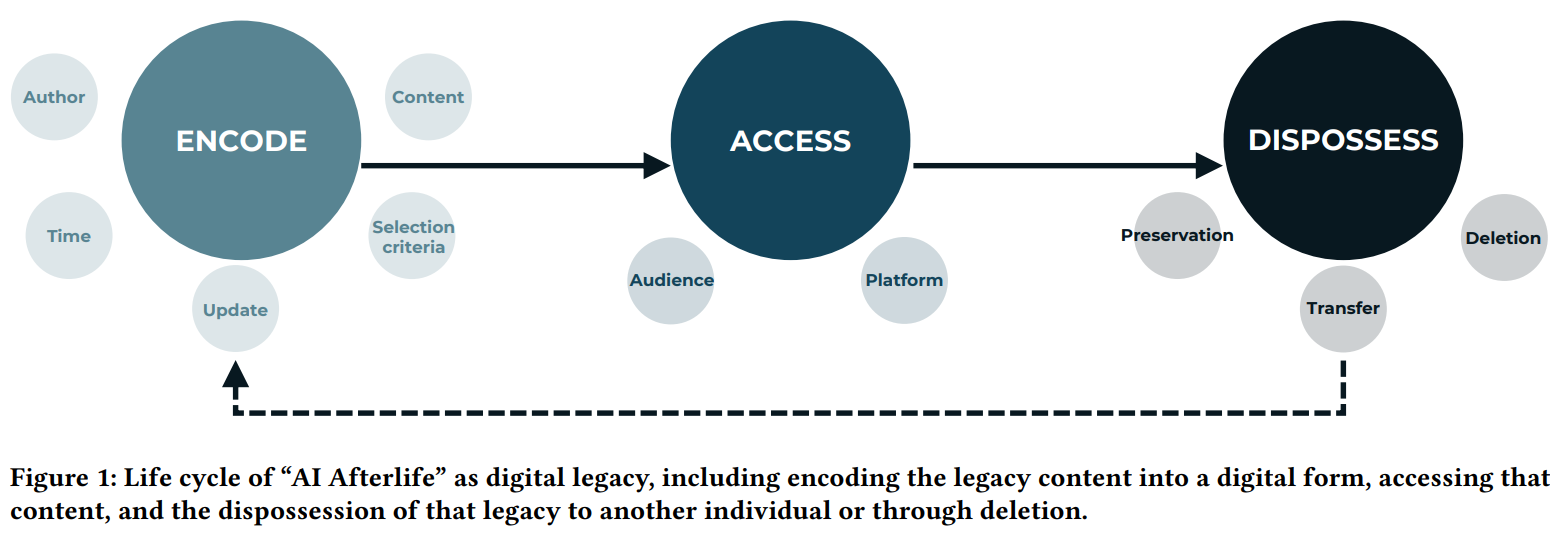 Author
ENCODE
Content
Time
Selection
criteria
Update
ACCESS
Audience
Platform
DISPOSSESS
Preservation
Deletion
Transfer
Figure 1: Life cycle of “AI Afterlife” as digital legacy, including encoding the legacy content into a digital form, accessing that
content, and the dispossession of that legacy to another individual or through deletion.